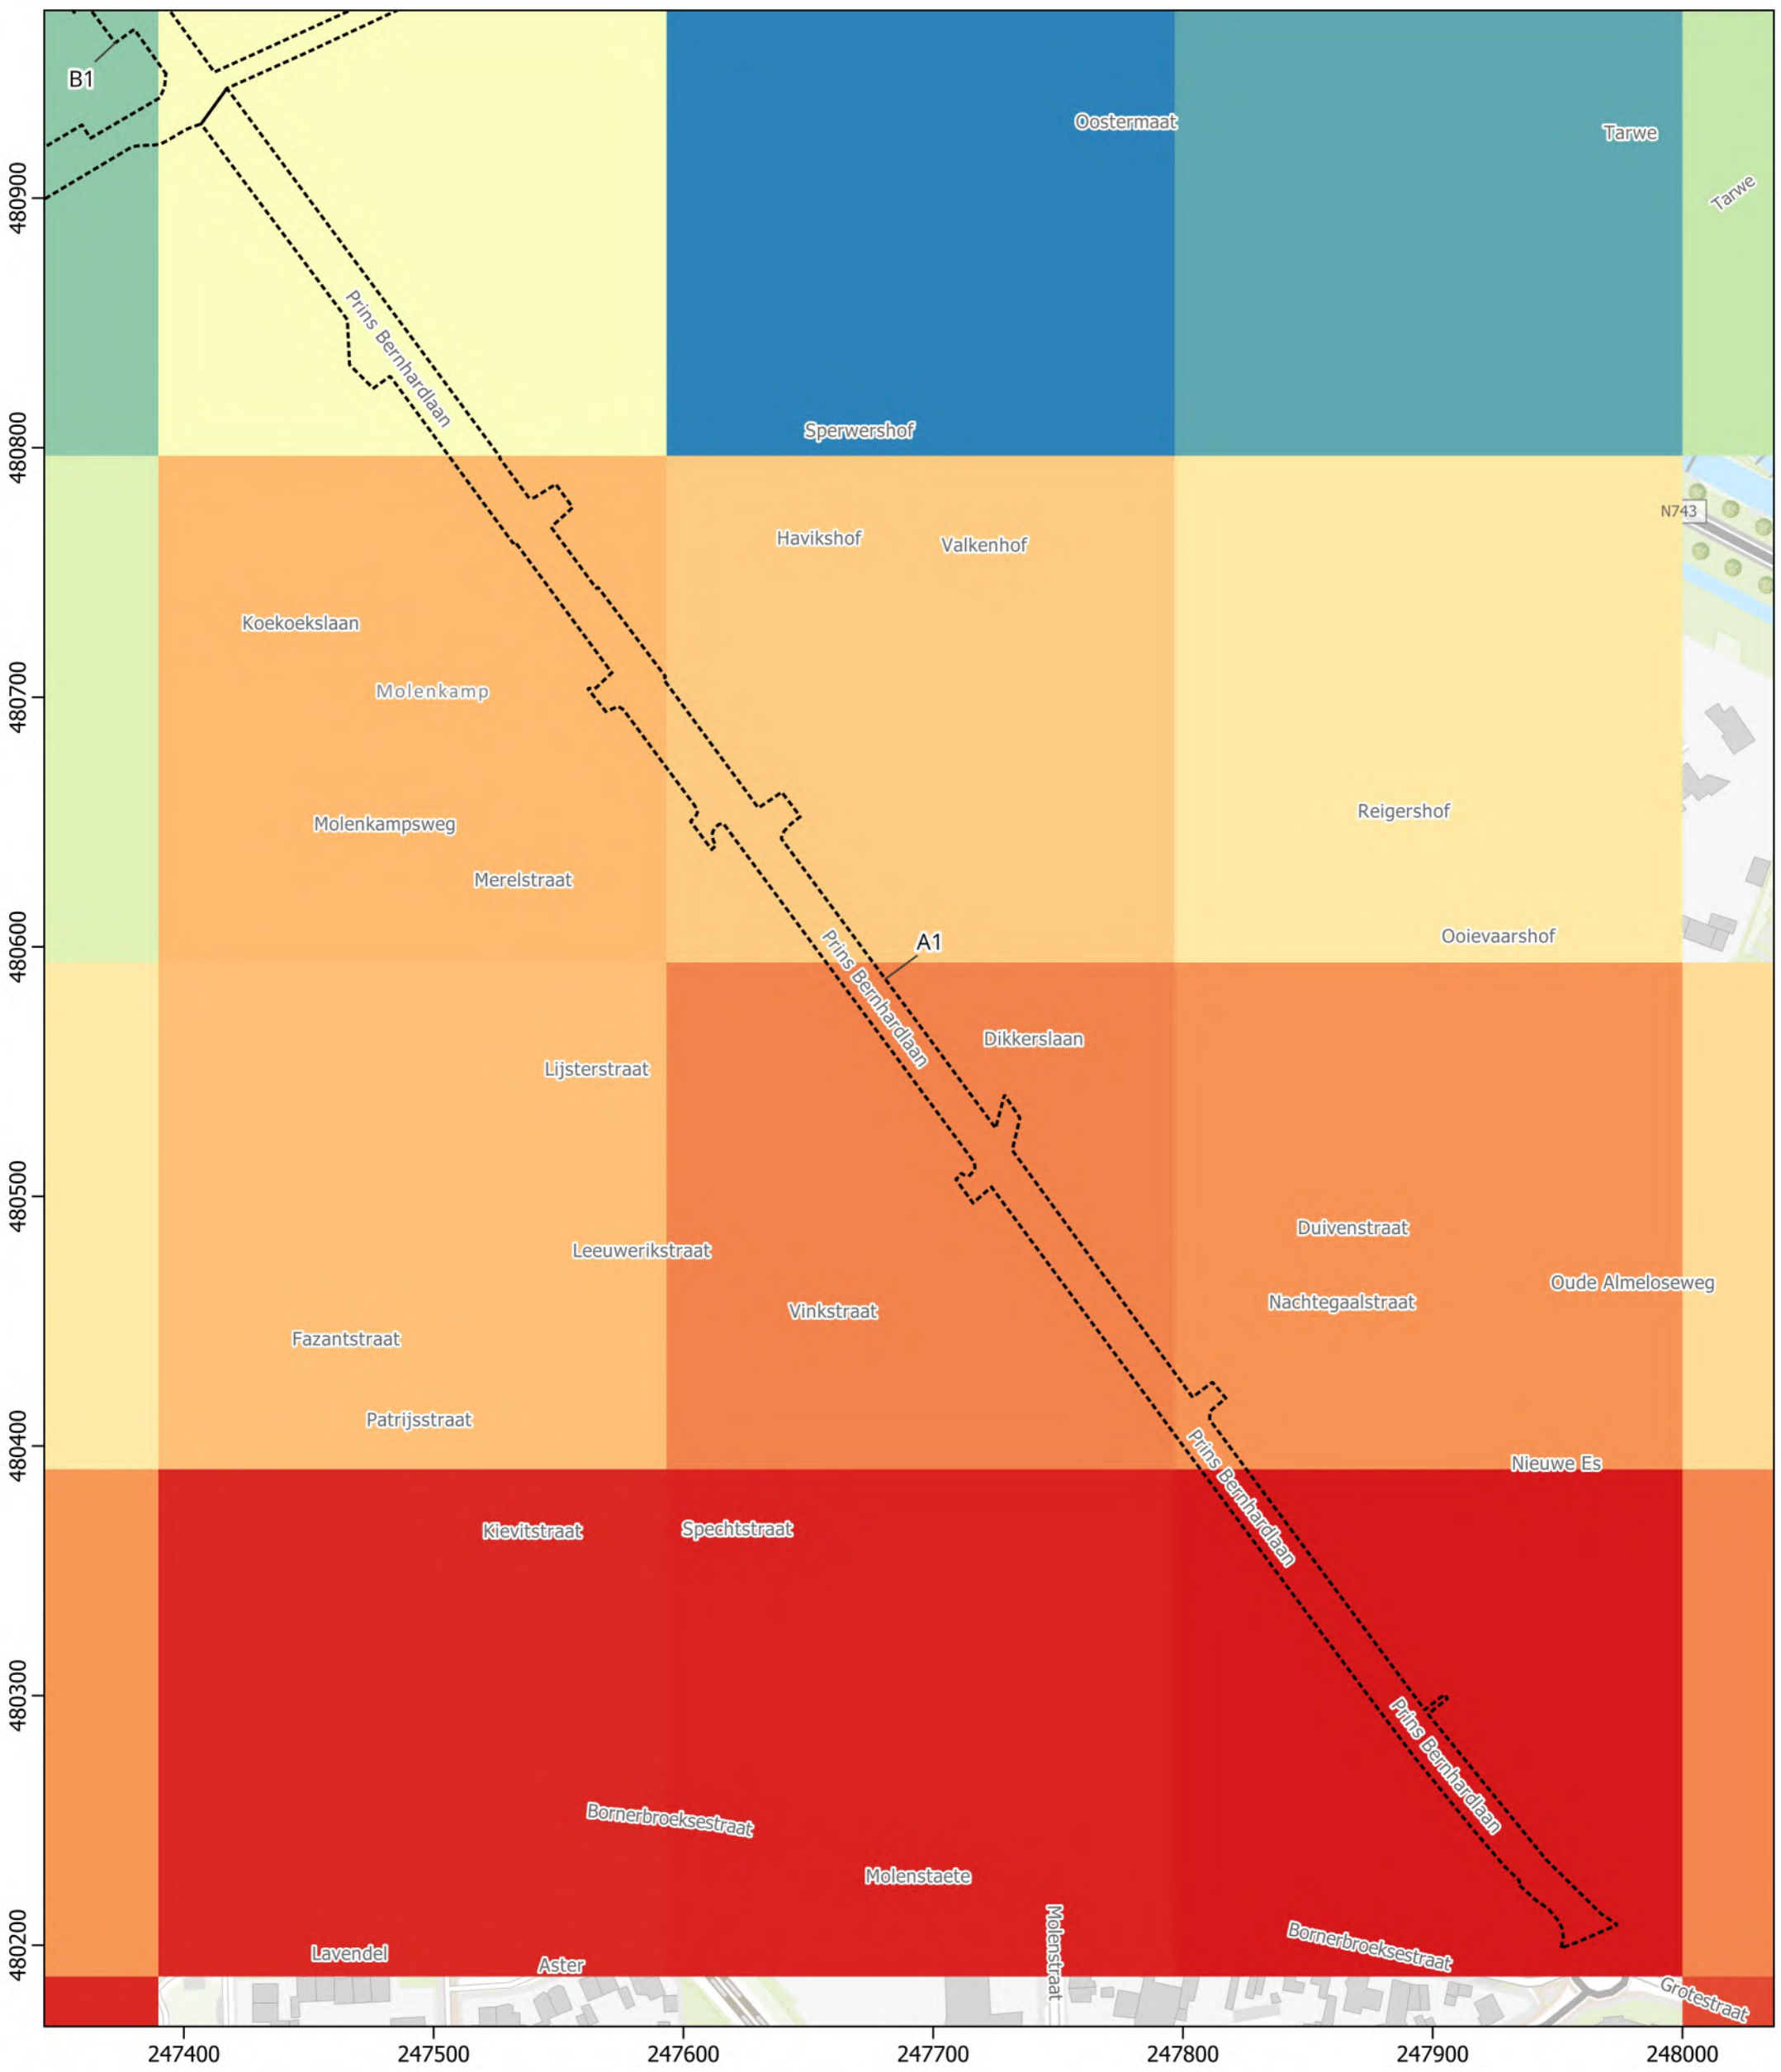 B1
Oostermaat
Tarwe
Tarwe
480900
Prins Bernhardlaan
Sperwershof
480800
N743
Havikshof
Valkenhof
Koekoekslaan
Molenkamp
480700
Reigershof
Molenkampsweg
Merelstraat
Ooievaarshof
A1
480600
Prins Bernhardlaan
Dikkerslaan
Lijsterstraat
480500
Duivenstraat
Leeuwerikstraat
Oude Almeloseweg
Nachtegaalstraat
Vinkstraat
Fazantstraat
Patrijsstraat
480400
Nieuwe Es
Prins Bernhardlaan
Kievitstraat
Spechtstraat
480300
Prins Bernhardlaan
Bornerbroeksestraat
Molenstaete
Molenstraat
Bornerbroeksestraat
480200
Lavendel
Aster
Grotestraat
247400
247500
247600
247700
247800
247900
248000